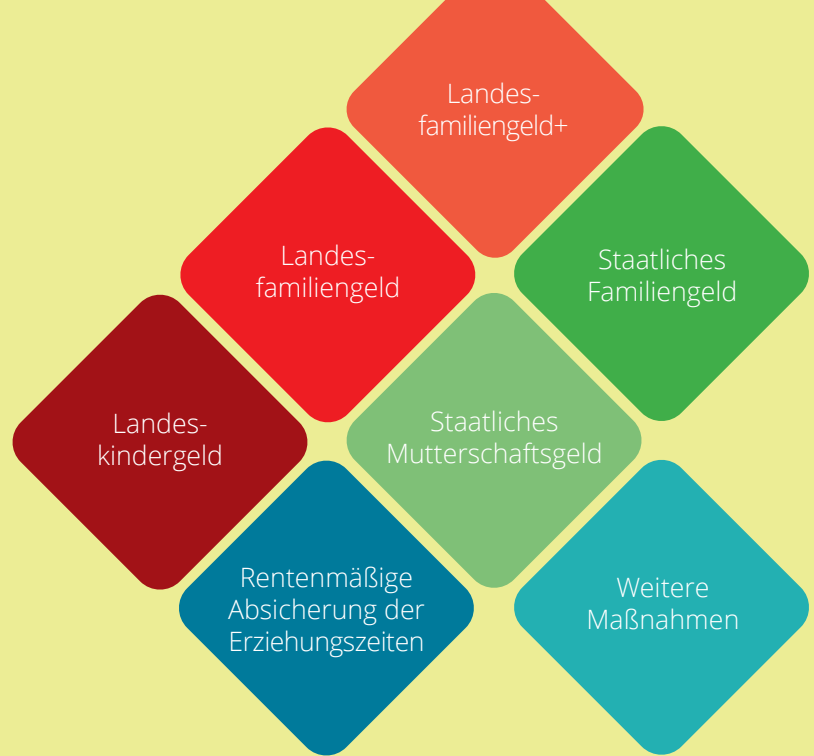 Landes-
familiengeld+
Landes-
familiengeld
Staatliches
Familiengeld
Landes-
kindergeld
Staatliches
Mutterschaftsgeld
Rentenmäßige
Absicherung der
Erziehungszeiten
Weitere
Maßnahmen